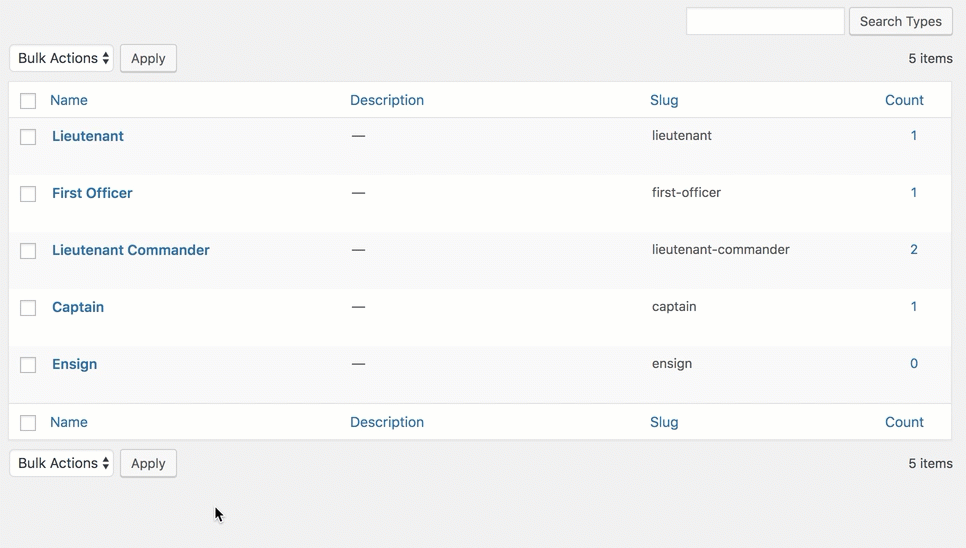 Search Types
Bulk Actions Apply 5 items
Name Description Slug Count
Lieutenant — lieutenant 1
First Officer — first-officer 1
Lieutenant Commander — lieutenant-commander 2
Captain — captain 1
Ensign — ensign 0
Name Description Slug Count
Bulk Actions Apply 5 items